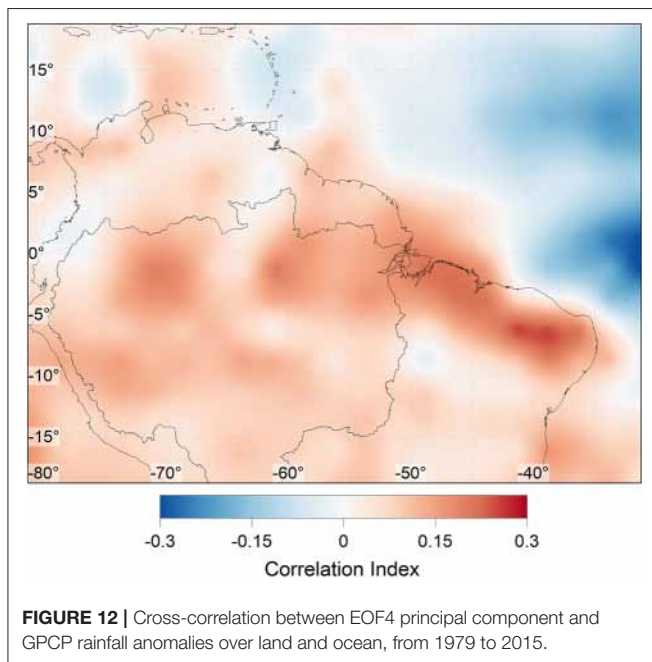 15°
10°
5°
0°
-5°
-10°
-15°
-80° -70° -60° -50° -40°
-0.3 -0.15 0 0.15 0.3
Correlation Index
FIGURE 12 | Cross-correlation between EOF4 principal component and
GPCP rainfall anomalies over land and ocean, from 1979 to 2015.